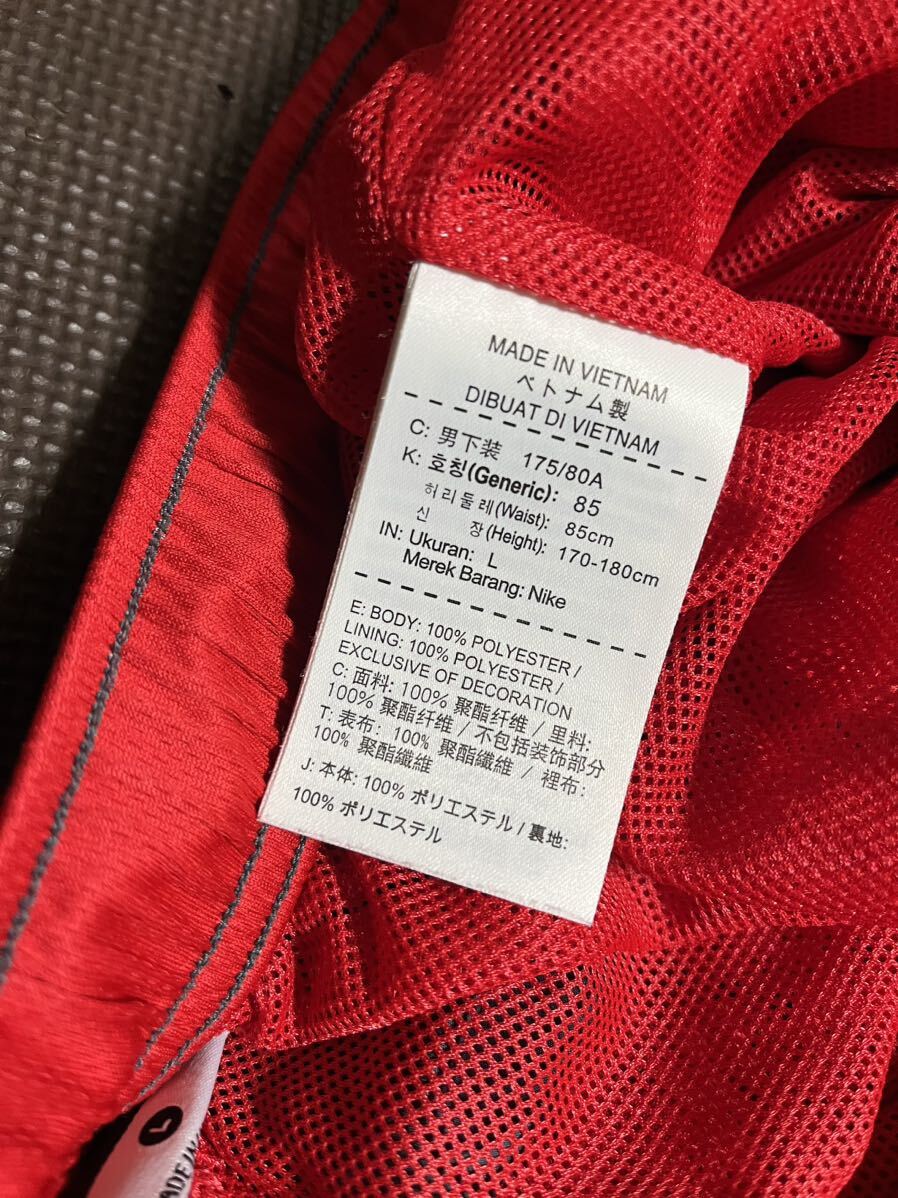 MADE IN VIETNAM
ベトナム製
DIBUAT DI VIETNAM
C: 男下装 175/80A
K: 호칭(Generic): 85
허리둘레(Waist): 85cm
신 장(Height): 170-180cm
IN: Ukuran: L
Merek Barang: Nike
E: BODY: 100% POLYESTER /
LINING: 100% POLYESTER /
EXCLUSIVE OF DECORATION
C: 面料: 100% 聚酯纤维 / 里料:
100% 聚酯纤维 / 不包括装饰部分
T: 表布: 100% 聚酯纖維 / 裡布:
100% 聚酯纖維
J: 本体: 100% ポリエステル / 裏地:
100% ポリエステル
L